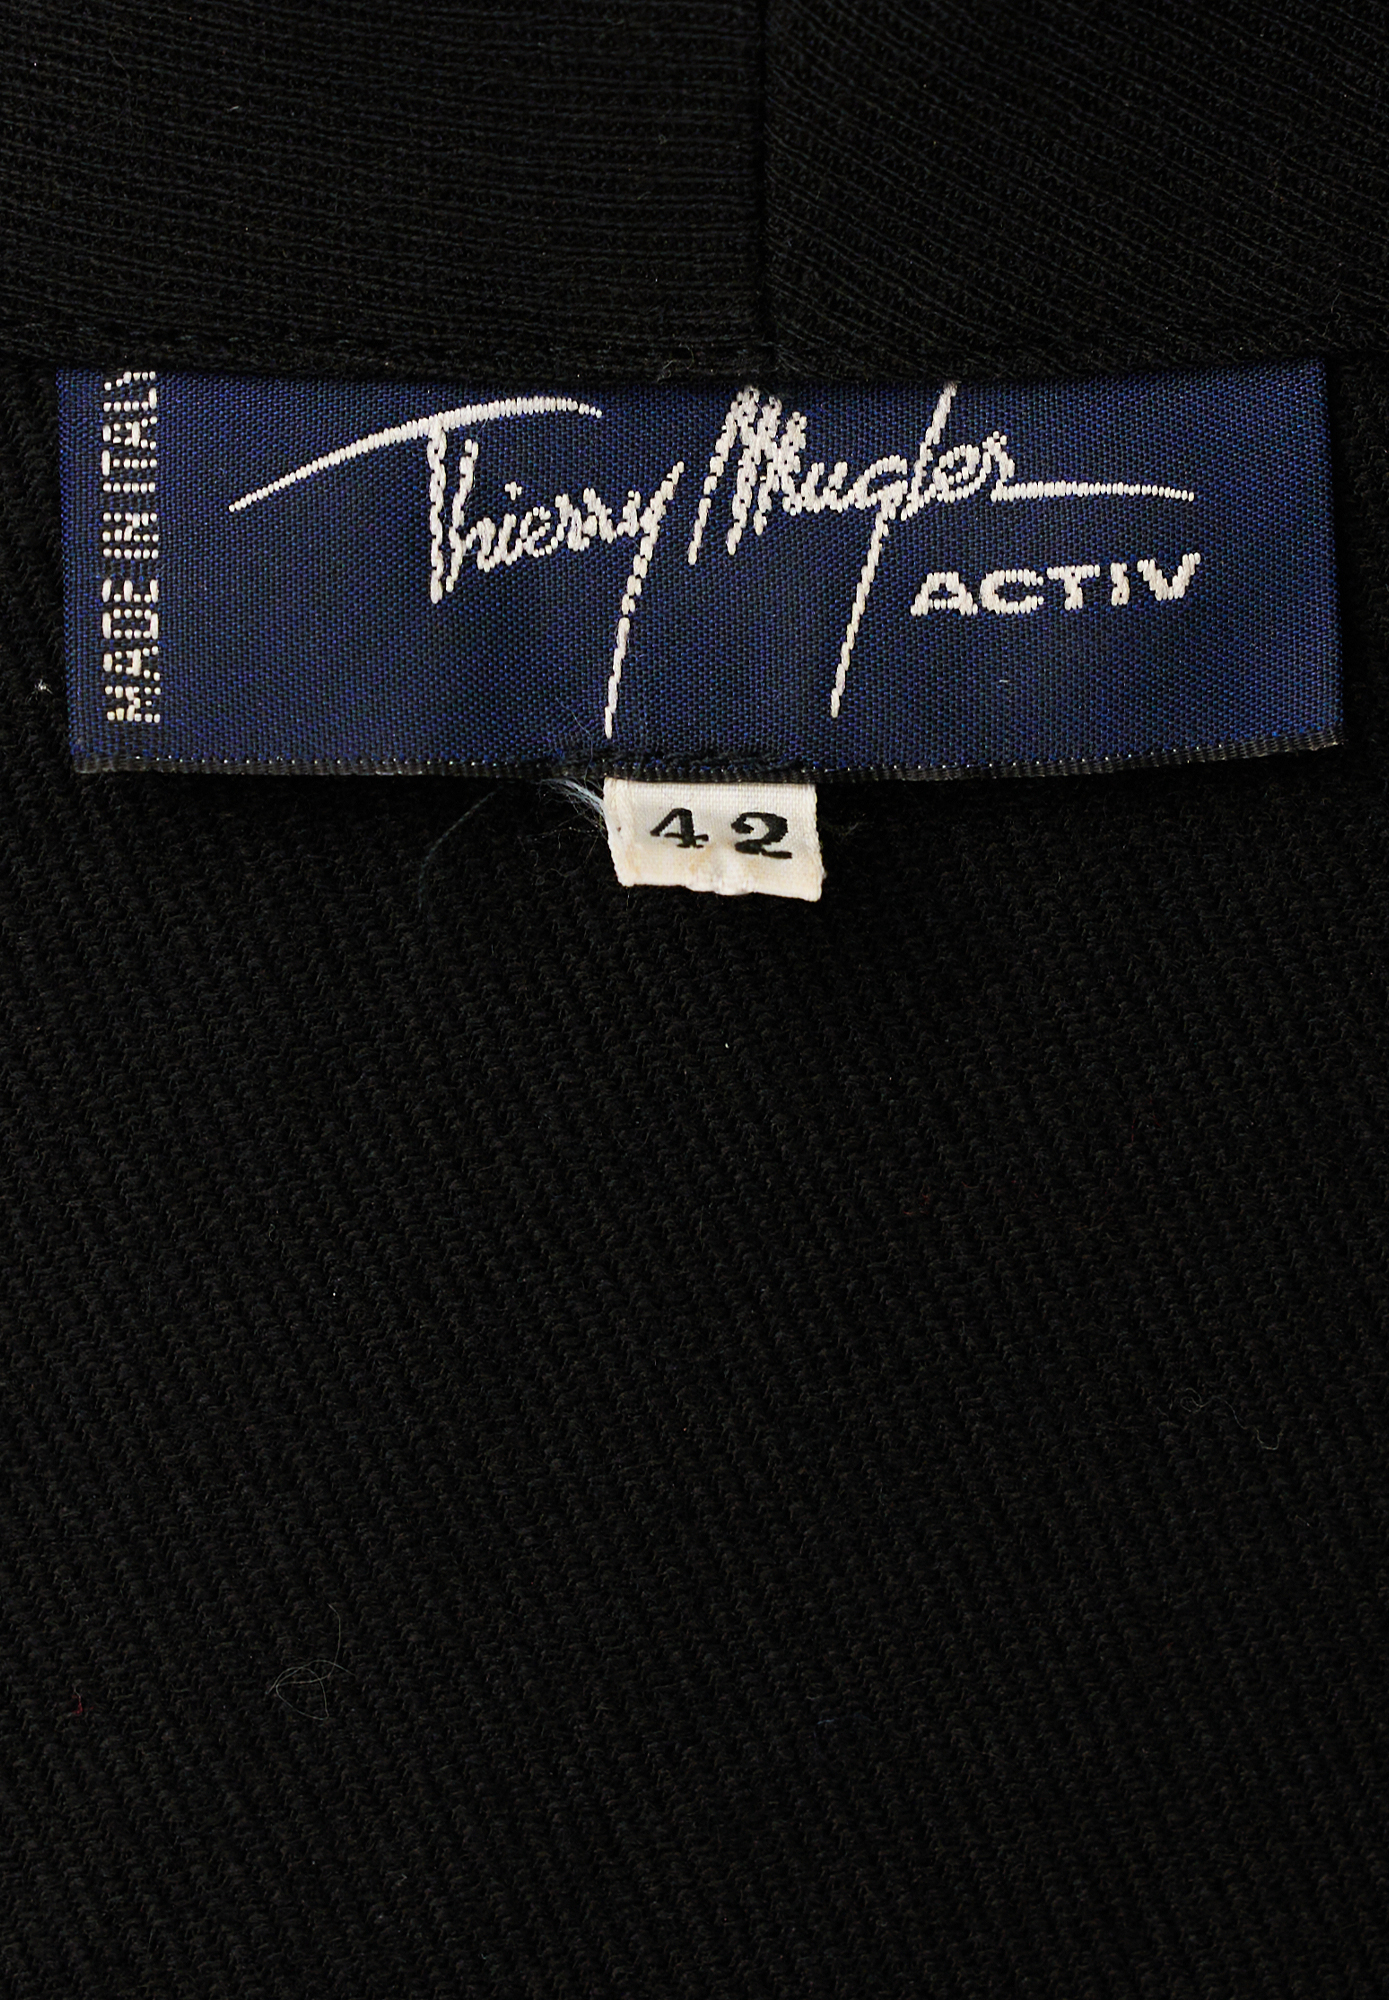 MADE IN ITALY
Thierry Mugler
ACTIV
42